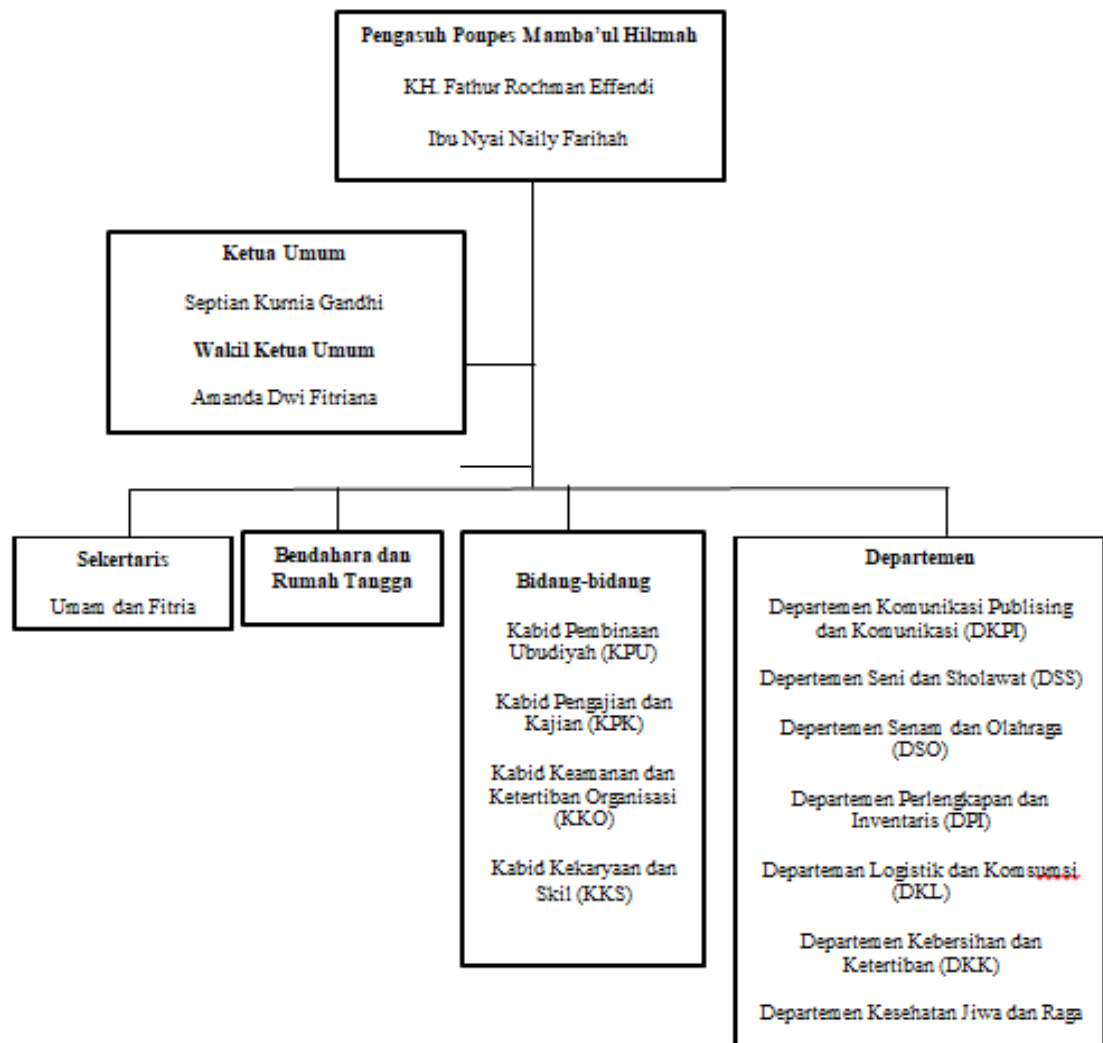 Pengasuh Ponpes Mamba'ul Hikmah
KH. Fathur Rochman Effendi
Ibu Nyai Naily Farihah
Ketua Umum
Septian Kurnia Gandhi
Wakil Ketua Umum
Amanda Dwi Fitriana
Sekertaris
Umam dan Fitria
Bendahara dan
Rumah Tangga
Bidang-bidang
Kabid Pembinaan
Ubudiyah (KPU)
Kabid Pengajian dan
Kajian (KPK)
Kabid Keamanan dan
Ketertiban Organisasi
(KKO)
Kabid Kekaryaan dan
Skil (KKS)
Departemen
Departemen Komunikasi Publising
dan Komunikasi (DKPI)
Depertemen Seni dan Sholawat (DSS)
Depertemen Senam dan Olahraga
(DSO)
Departemen Perlengkapan dan
Inventaris (DPI)
Departeman Logistik dan Komsumsi
(DKL)
Departemen Kebersihan dan
Ketertiban (DKK)
Departemen Kesehatan Jiwa dan Raga